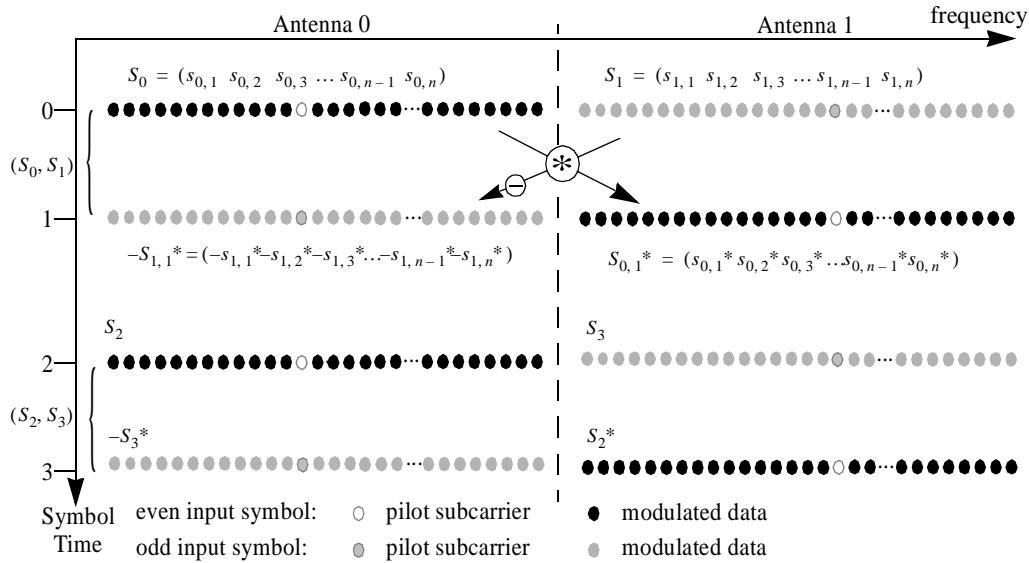 Antenna 0 Antenna 1 frequency
S0 = (s0,1 s0,2 s0,3 … s0,n−1 s0,n) S1 = (s1,1 s1,2 s1,3 … s1,n−1 s1,n)
0 ... ...
(S0, S1) *
−
1 ... ...
−S1,1* = (−s1,1*−s1,2*−s1,3*…−s1,n−1*−s1,n*) S0,1* = (s0,1* s0,2* s0,3* …s0,n−1*s0,n*)
S2 S3
2 ... ...
(S2, S3)
−S3* S2*
3 ... ...
Symbol even input symbol: pilot subcarrier modulated data
Time odd input symbol: pilot subcarrier modulated data